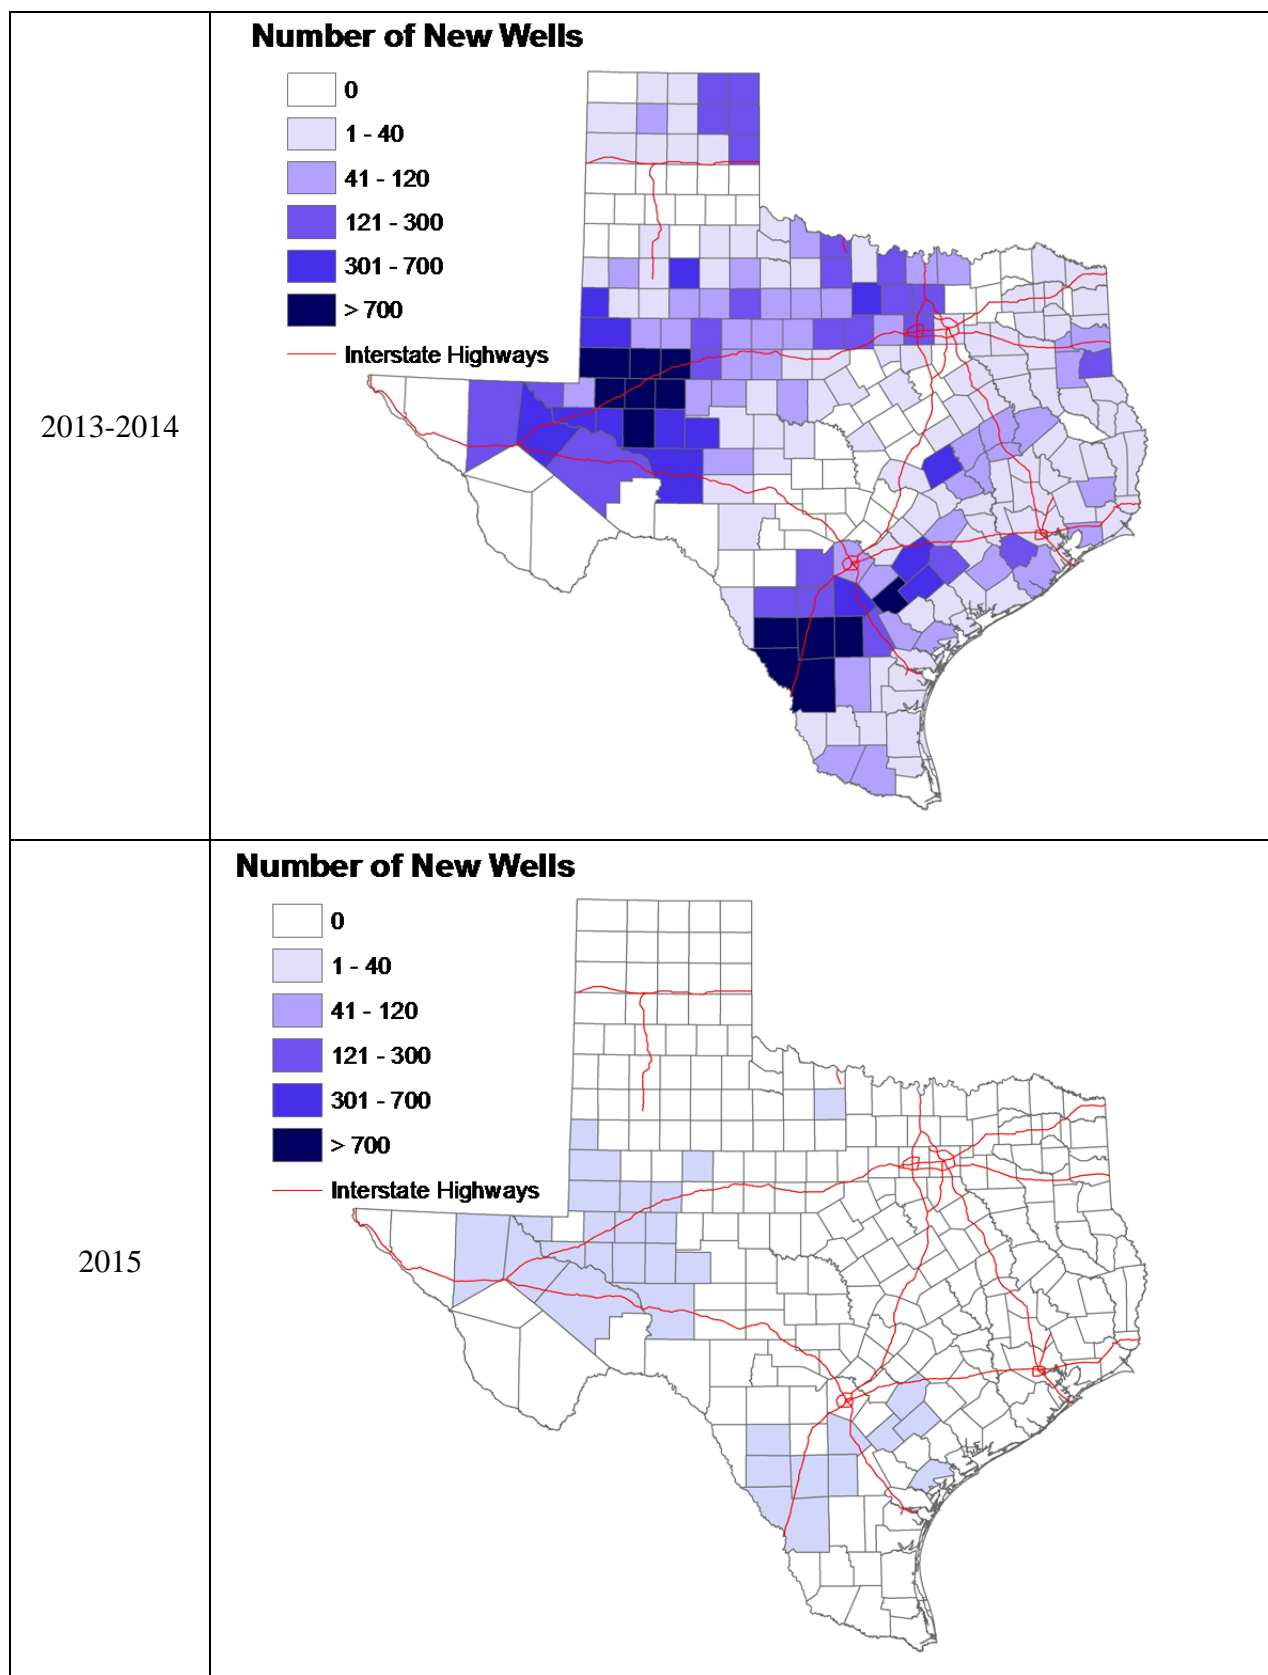 2013-2014
Number of New Wells
0
1 - 40
41 - 120
121 - 300
301 - 700
> 700
Interstate Highways
2015
Number of New Wells
0
1 - 40
41 - 120
121 - 300
301 - 700
> 700
Interstate Highways